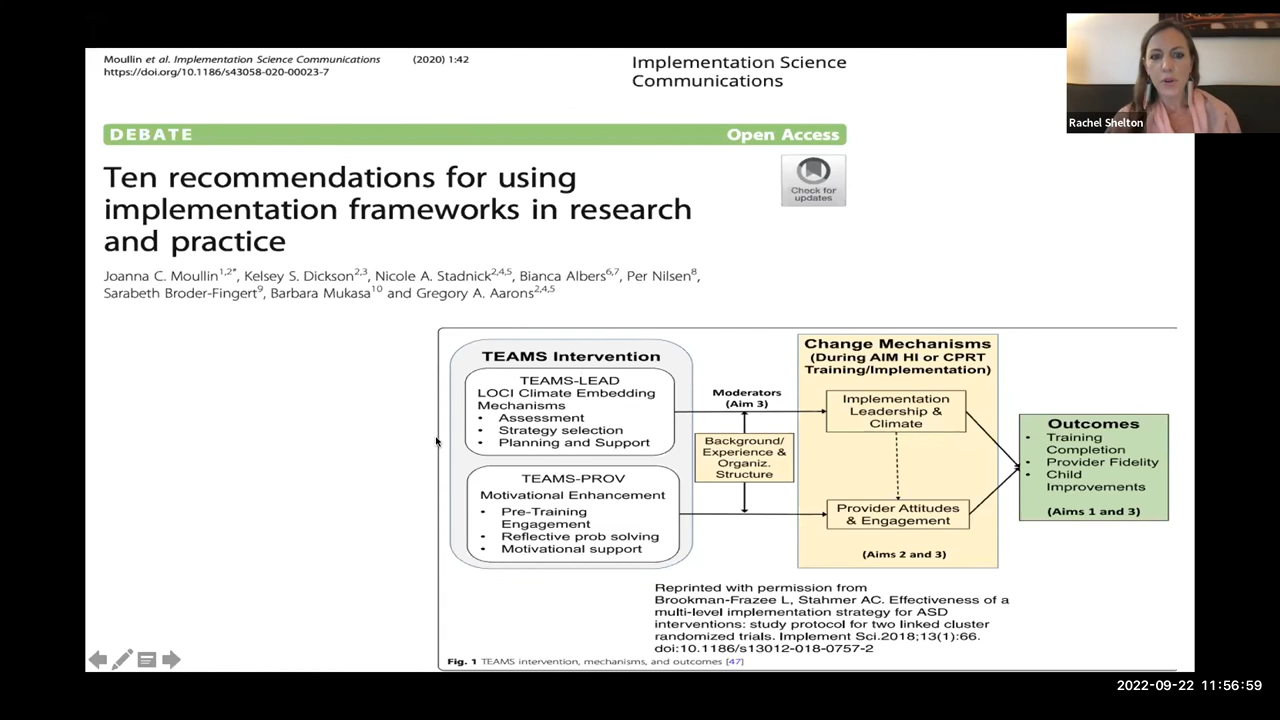 Moullin et al. Implementation Science Communications (2020) 1:42
https://doi.org/10.1186/s43058-020-00023-7
Implementation Science
Communications
DEBATE Open Access
Ten recommendations for using
implementation frameworks in research
and practice
Check for
updates
Joanna C. Moullin1,2*, Kelsey S. Dickson2,3, Nicole A. Stadnick2,4,5, Bianca Albers6,7, Per Nilsen8,
Sarabeth Broder-Fingert9, Barbara Mukasa10 and Gregory A. Aarons2,4,5
TEAMS Intervention
TEAMS-LEAD
LOCI Climate Embedding
Mechanisms
• Assessment
• Strategy selection
• Planning and Support
TEAMS-PROV
Motivational Enhancement
• Pre-Training
Engagement
• Reflective prob solving
• Motivational support
Moderators
(Aim 3)
Background/
Experience &
Organiz.
Structure
Change Mechanisms
(During AIM HI or CPRT
Training/Implementation)
Implementation
Leadership &
Climate
Provider Attitudes
& Engagement
(Aims 2 and 3)
Outcomes
• Training
Completion
• Provider Fidelity
• Child
Improvements
(Aims 1 and 3)
Reprinted with permission from
Brookman-Frazee L, Stahmer AC. Effectiveness of a
multi-level implementation strategy for ASD
interventions: study protocol for two linked cluster
randomized trials. Implement Sci.2018;13(1):66.
doi:10.1186/s13012-018-0757-2
Fig. 1 TEAMS intervention, mechanisms, and outcomes [47]
Rachel Shelton
2022-09-22 11:56:59